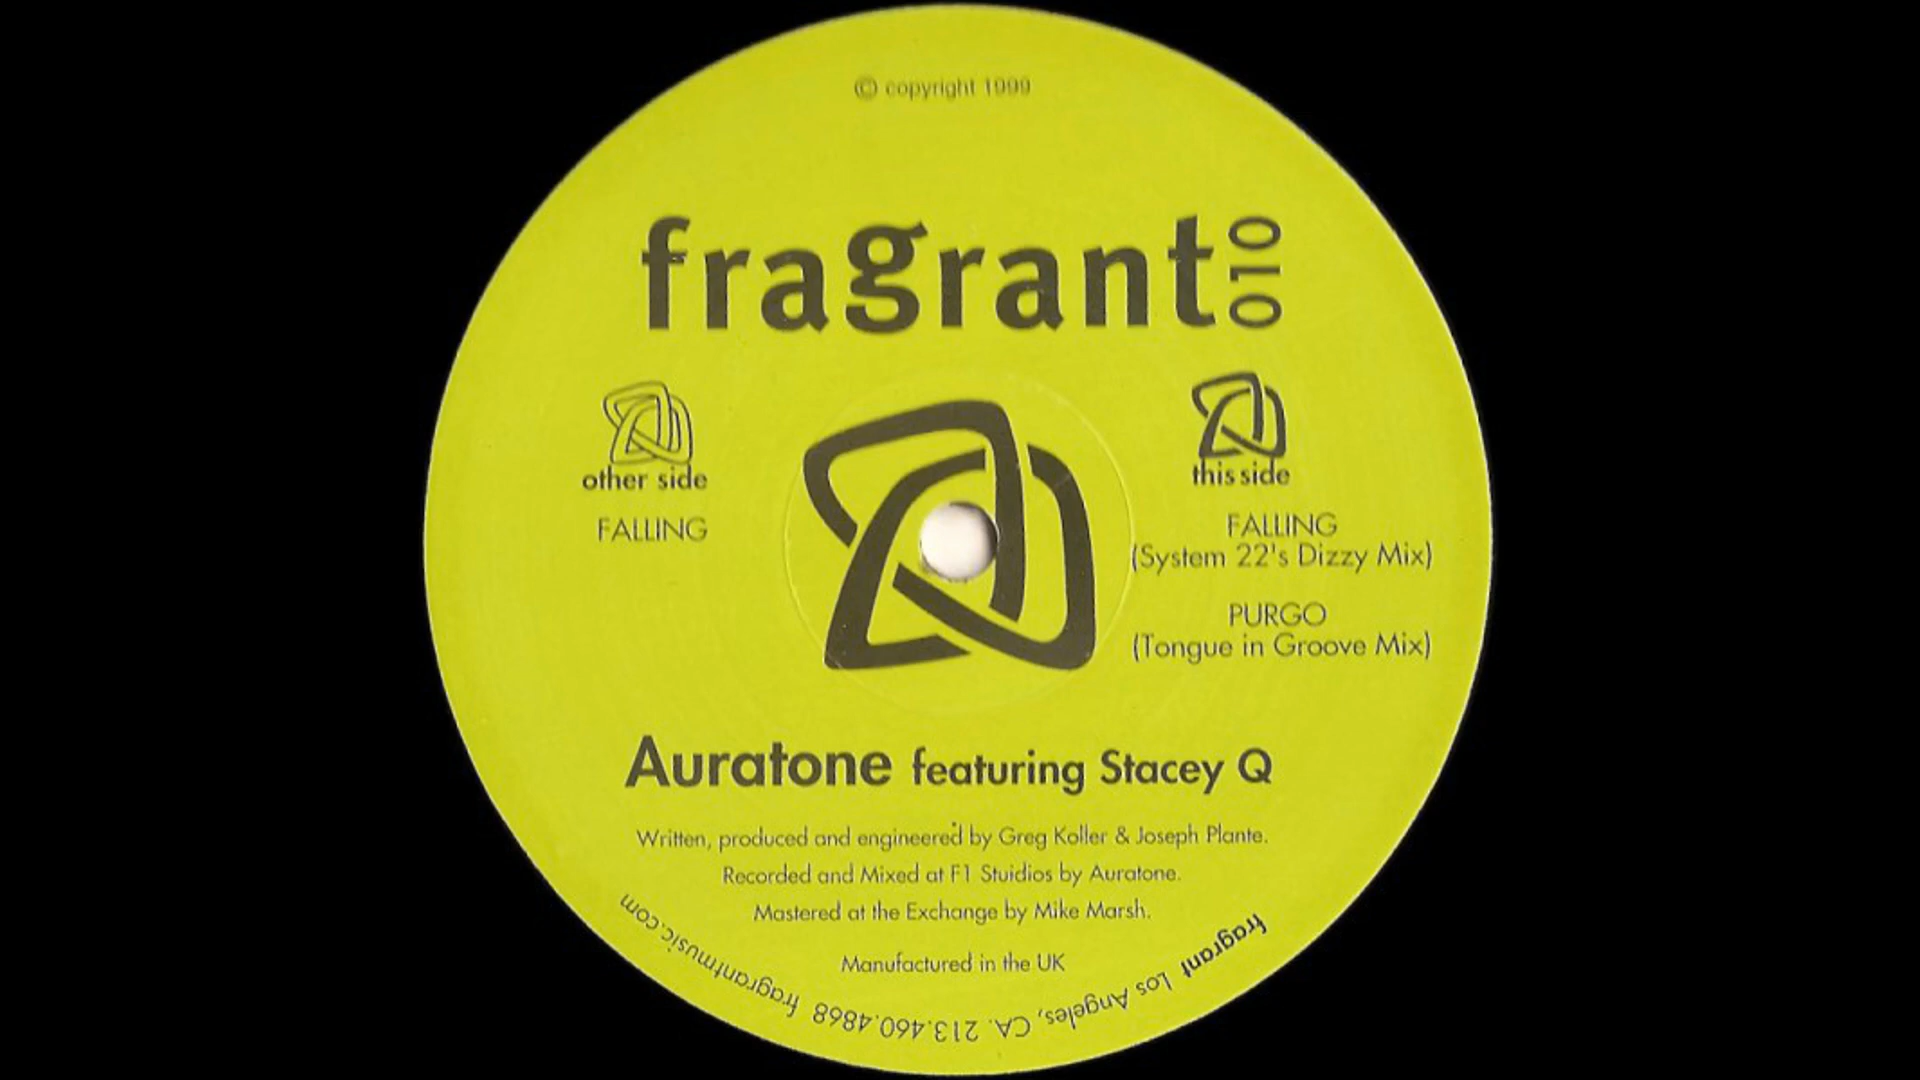 © copyright 1999
fragrant 010
other side
FALLING
this side
FALLING
(System 22's Dizzy Mix)
PURGO
(Tongue in Groove Mix)
Auratone featuring Stacey Q
Written, produced and engineered by Greg Koller & Joseph Plante.
Recorded and Mixed at F1 Stuidios by Auratone.
Mastered at the Exchange by Mike Marsh.
Manufactured in the UK
fragrant Los Angeles, CA. 213.460.4868 fragrantmusic.com